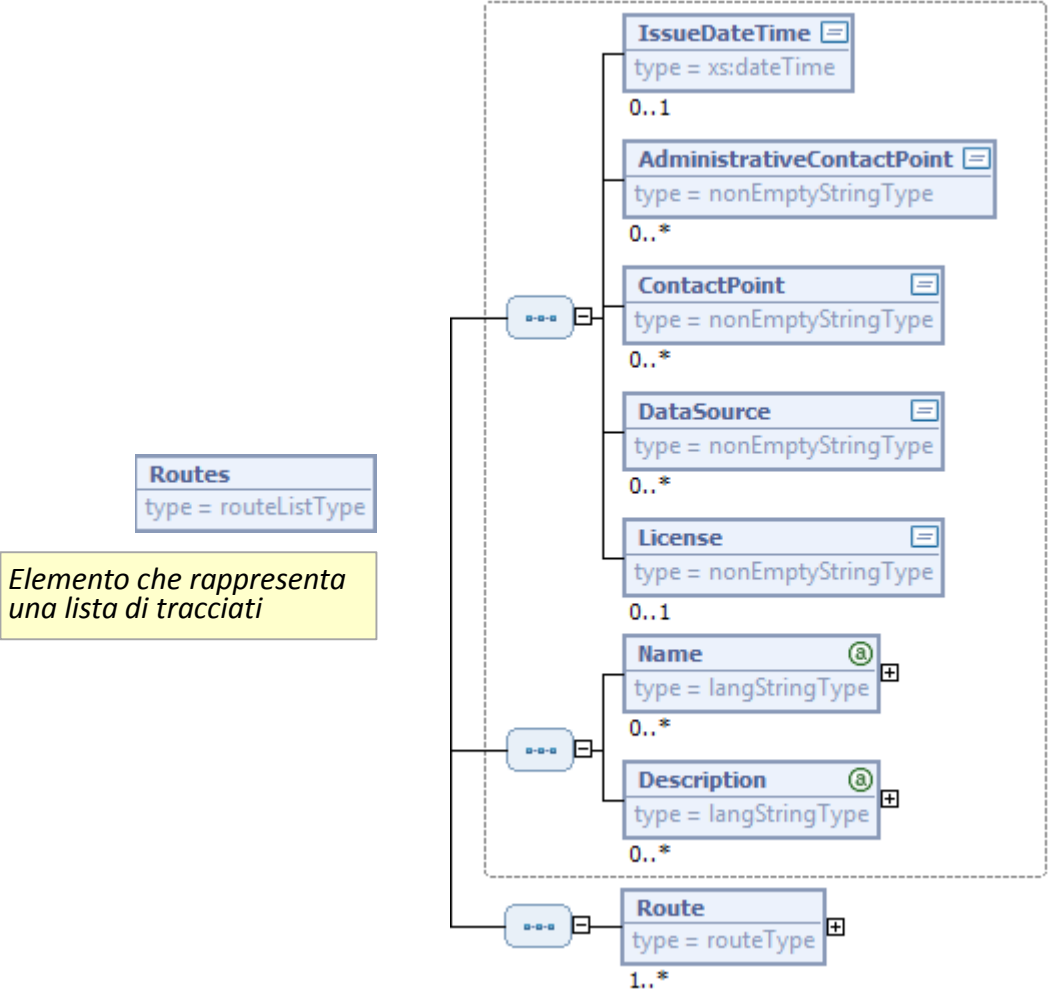 IssueDateTime
type = xs:dateTime
0..1
AdministrativeContactPoint
type = nonEmptyStringType
0..*
ContactPoint
type = nonEmptyStringType
0..*
DataSource
type = nonEmptyStringType
0..*
License
type = nonEmptyStringType
0..1
Routes
type = routeListType
Elemento che rappresenta
una lista di tracciati
Name
a
type = langStringType
0..*
Description
a
type = langStringType
0..*
Route
type = routeType
1..*